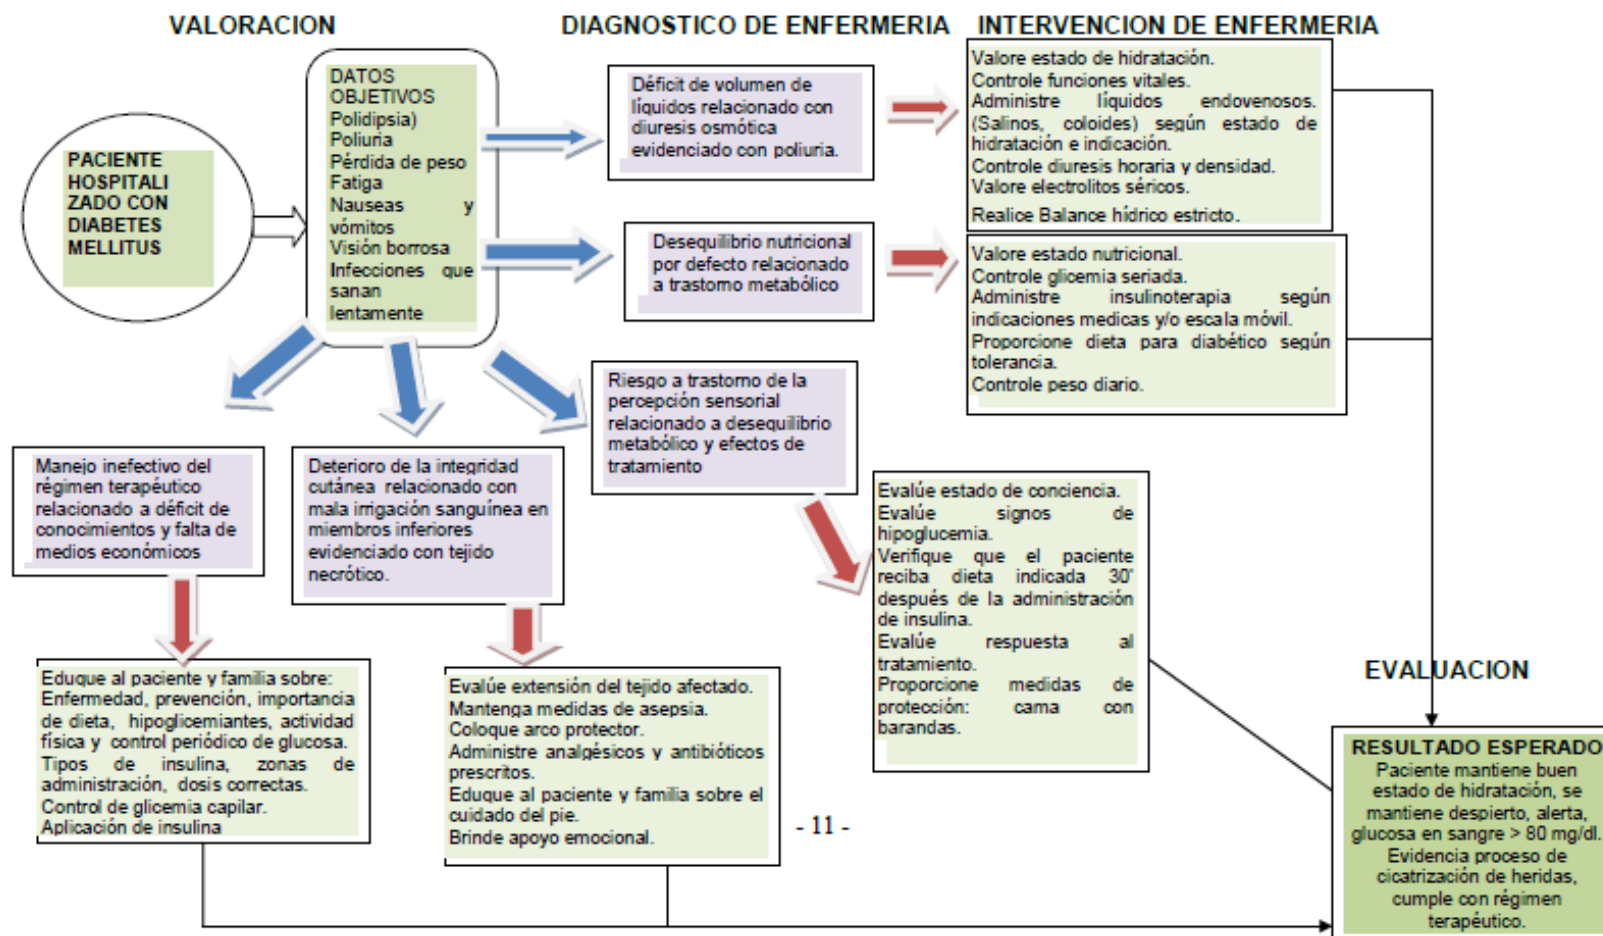 VALORACION
DIAGNOSTICO DE ENFERMERIA
INTERVENCION DE ENFERMERIA
PACIENTE
HOSPITALI
ZADO CON
DIABETES
MELLITUS
DATOS
OBJETIVOS
Polidipsia)
Poliuria
Pérdida de peso
Fatiga
Nauseas y
vómitos
Visión borrosa
Infecciones que
sanan
lentamente
Déficit de volumen de
líquidos relacionado con
diuresis osmótica
evidenciado con poliuria.
Valore estado de hidratación.
Controle funciones vitales.
Administre líquidos endovenosos.
(Salinos, coloides) según estado de
hidratación e indicación.
Controle diuresis horaria y densidad.
Valore electrolitos séricos.
Realice Balance hídrico estricto.
Desequilibrio nutricional
por defecto relacionado
a trastorno metabólico
Valore estado nutricional.
Controle glicemia seriada.
Administre insulinoterapia según
indicaciones medicas y/o escala móvil.
Proporcione dieta para diabético según
tolerancia.
Controle peso diario.
Riesgo a trastorno de la
percepción sensorial
relacionado a desequilibrio
metabólico y efectos de
tratamiento
Evalúe estado de conciencia.
Evalúe signos de
hipoglucemia.
Verifique que el paciente
reciba dieta indicada 30'
después de la administración
de insulina.
Evalúe respuesta al
tratamiento.
Proporcione medidas de
protección: cama con
barandas.
Manejo inefectivo del
régimen terapéutico
relacionado a déficit de
conocimientos y falta de
medios económicos
Deterioro de la integridad
cutánea relacionado con
mala irrigación sanguínea en
miembros inferiores
evidenciado con tejido
necrótico.
Eduque al paciente y familia sobre:
Enfermedad, prevención, importancia
de dieta, hipoglicemiantes, actividad
física y control periódico de glucosa.
Tipos de insulina, zonas de
administración, dosis correctas.
Control de glicemia capilar.
Aplicación de insulina
Evalúe extensión del tejido afectado.
Mantenga medidas de asepsia.
Coloque arco protector.
Administre analgésicos y antibióticos
prescritos.
Eduque al paciente y familia sobre el
cuidado del pie.
Brinde apoyo emocional.
- 11 -
EVALUACION
RESULTADO ESPERADO
Paciente mantiene buen
estado de hidratación, se
mantiene despierto, alerta,
glucosa en sangre > 80 mg/dl.
Evidencia proceso de
cicatrización de heridas,
cumple con régimen
terapéutico.